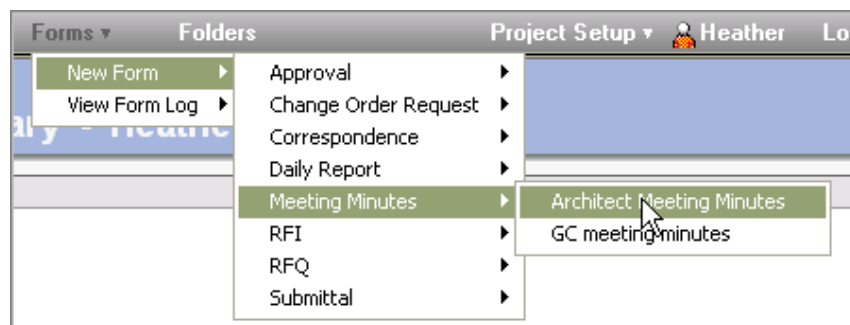 Forms ▾ Folders Project Setup ▾ Heather Lo
New Form
View Form Log
Approval
Change Order Request
Correspondence
Daily Report
Meeting Minutes
RFI
RFQ
Submittal
Architect Meeting Minutes
GC meeting minutes